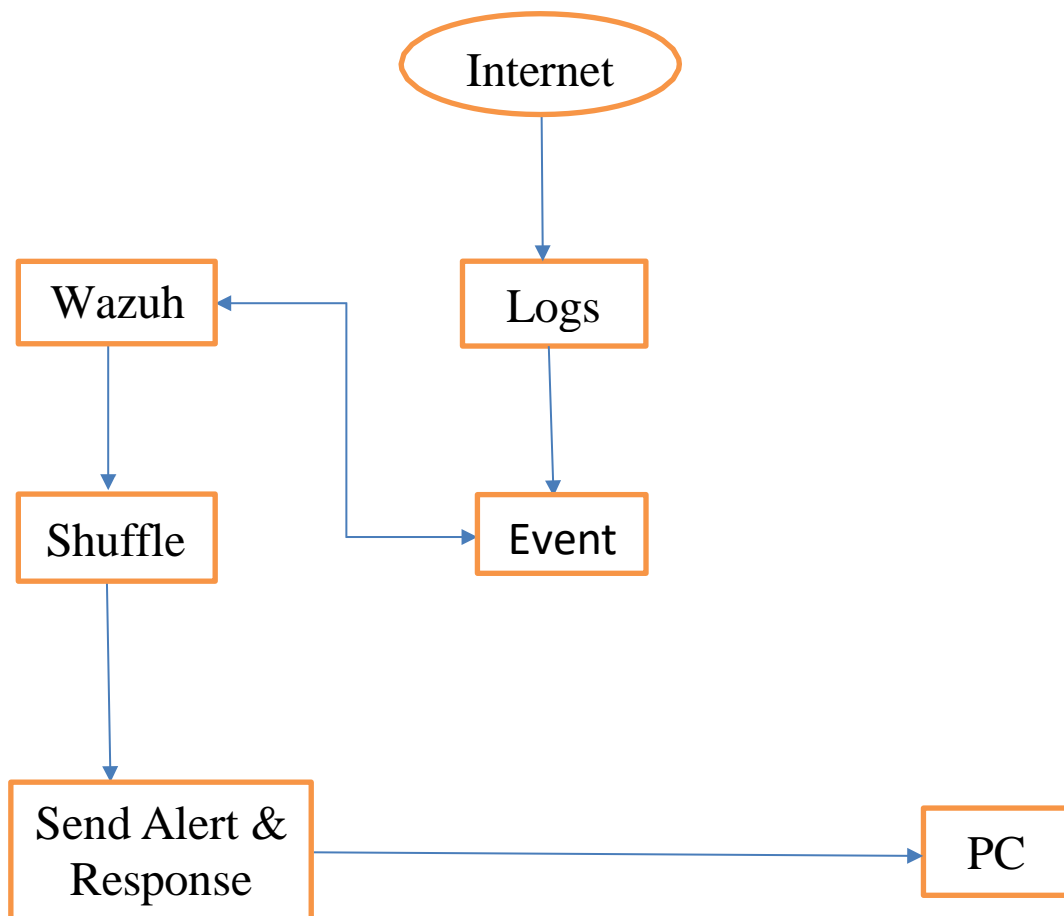 Internet
Wazuh
Logs
Shuffle
Event
Send Alert &
Response
PC